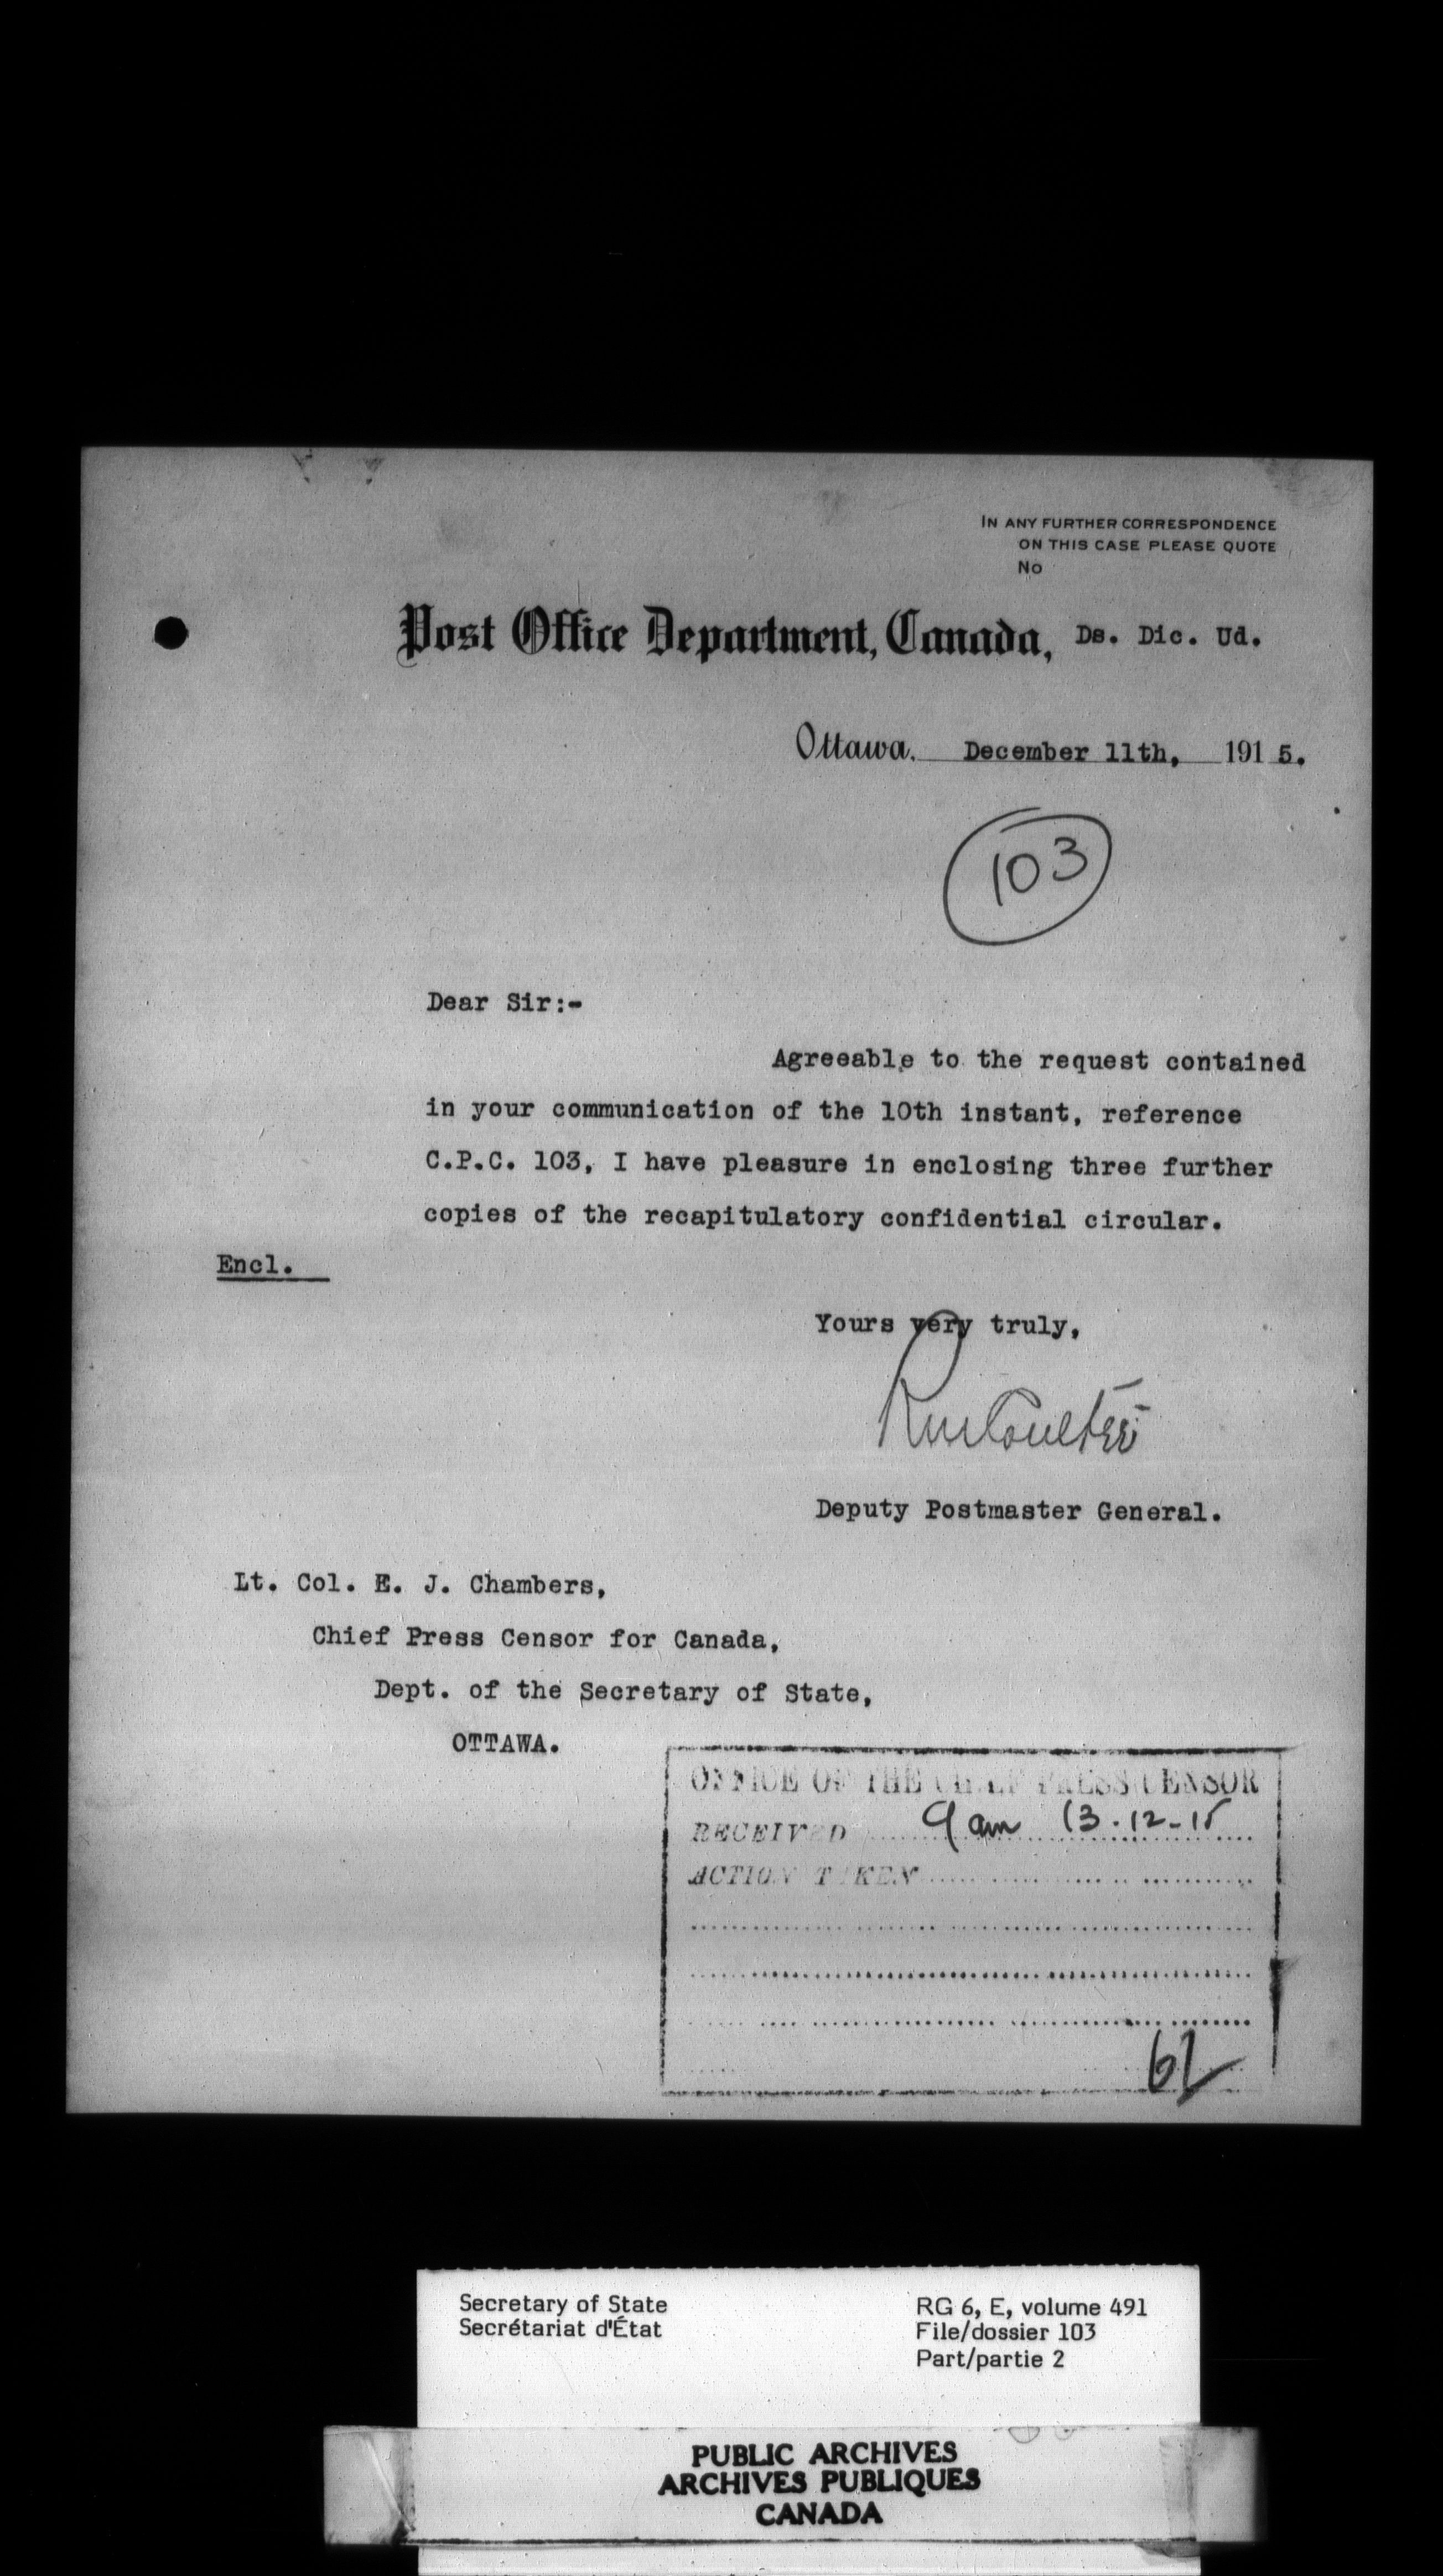 IN ANY FURTHER CORRESPONDENCE
ON THIS CASE PLEASE QUOTE
No
Post Office Department, Canada, Ds. Dic. Ud.
Ottawa. December 11th, 1915.
103
Dear Sir:-
Agreeable to the request contained
in your communication of the 10th instant, reference
C.P.C. 103, I have pleasure in enclosing three further
copies of the recapitulatory confidential circular.
Encl.
Yours very truly,
RmCoulter
Deputy Postmaster General.
Lt. Col. E. J. Chambers,
Chief Press Censor for Canada,
Dept. of the Secretary of State,
OTTAWA.
OFFICE OF THE CHIEF PRESS CENSOR
RECEIVED 9 am 13-12-15
ACTION TAKEN
Secretary of State
Secrétariat d'État
RG 6, E, volume 491
File/dossier 103
Part/partie 2
PUBLIC ARCHIVES
ARCHIVES PUBLIQUES
CANADA